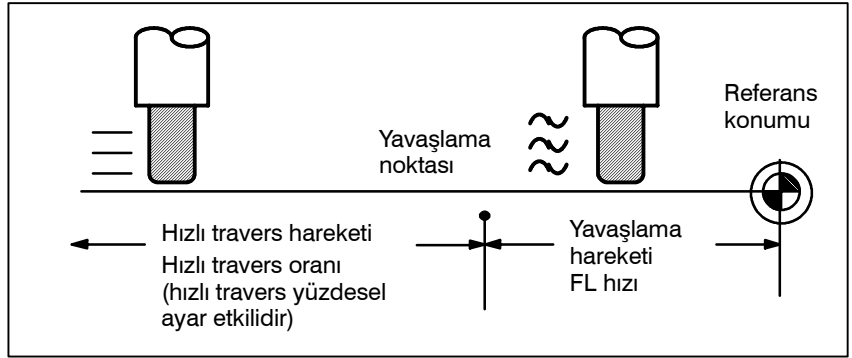 Referans
konumu
Yavaşlama
noktası
Hızlı travers hareketi
Hızlı travers oranı
(hızlı travers yüzdesel
ayar etkilidir)
Yavaşlama
hareketi
FL hızı